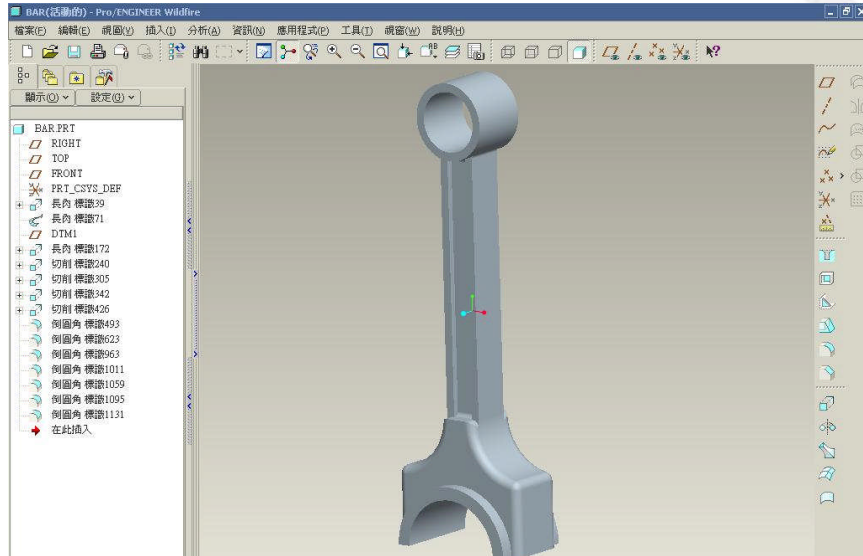 BAR(活動的) - Pro/ENGINEER Wildfire
檔案(F) 編輯(E) 視圖(V) 插入(I) 分析(A) 資訊(N) 應用程式(P) 工具(T) 視窗(W) 說明(H)
顯示(O) 設定(G)
BAR.PRT
RIGHT
TOP
FRONT
PRT_CSYS_DEF
長肉 標識39
長肉 標識71
DTM1
長肉 標識172
切削 標識240
切削 標識305
切削 標識342
切削 標識426
倒圓角 標識493
倒圓角 標識623
倒圓角 標識963
倒圓角 標識1011
倒圓角 標識1059
倒圓角 標識1095
倒圓角 標識1131
在此插入